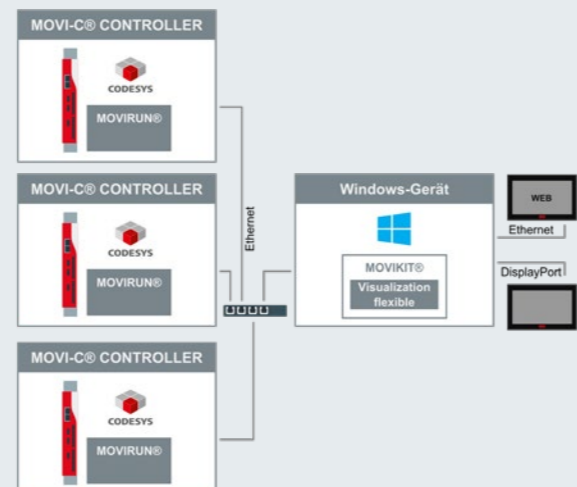 MOVI-C® CONTROLLER
CODESYS
MOVIRUN®
MOVI-C® CONTROLLER
CODESYS
MOVIRUN®
MOVI-C® CONTROLLER
CODESYS
MOVIRUN®
Ethernet
Windows-Gerät
MOVIKIT®
Visualization
flexible
WEB
Ethernet
DisplayPort